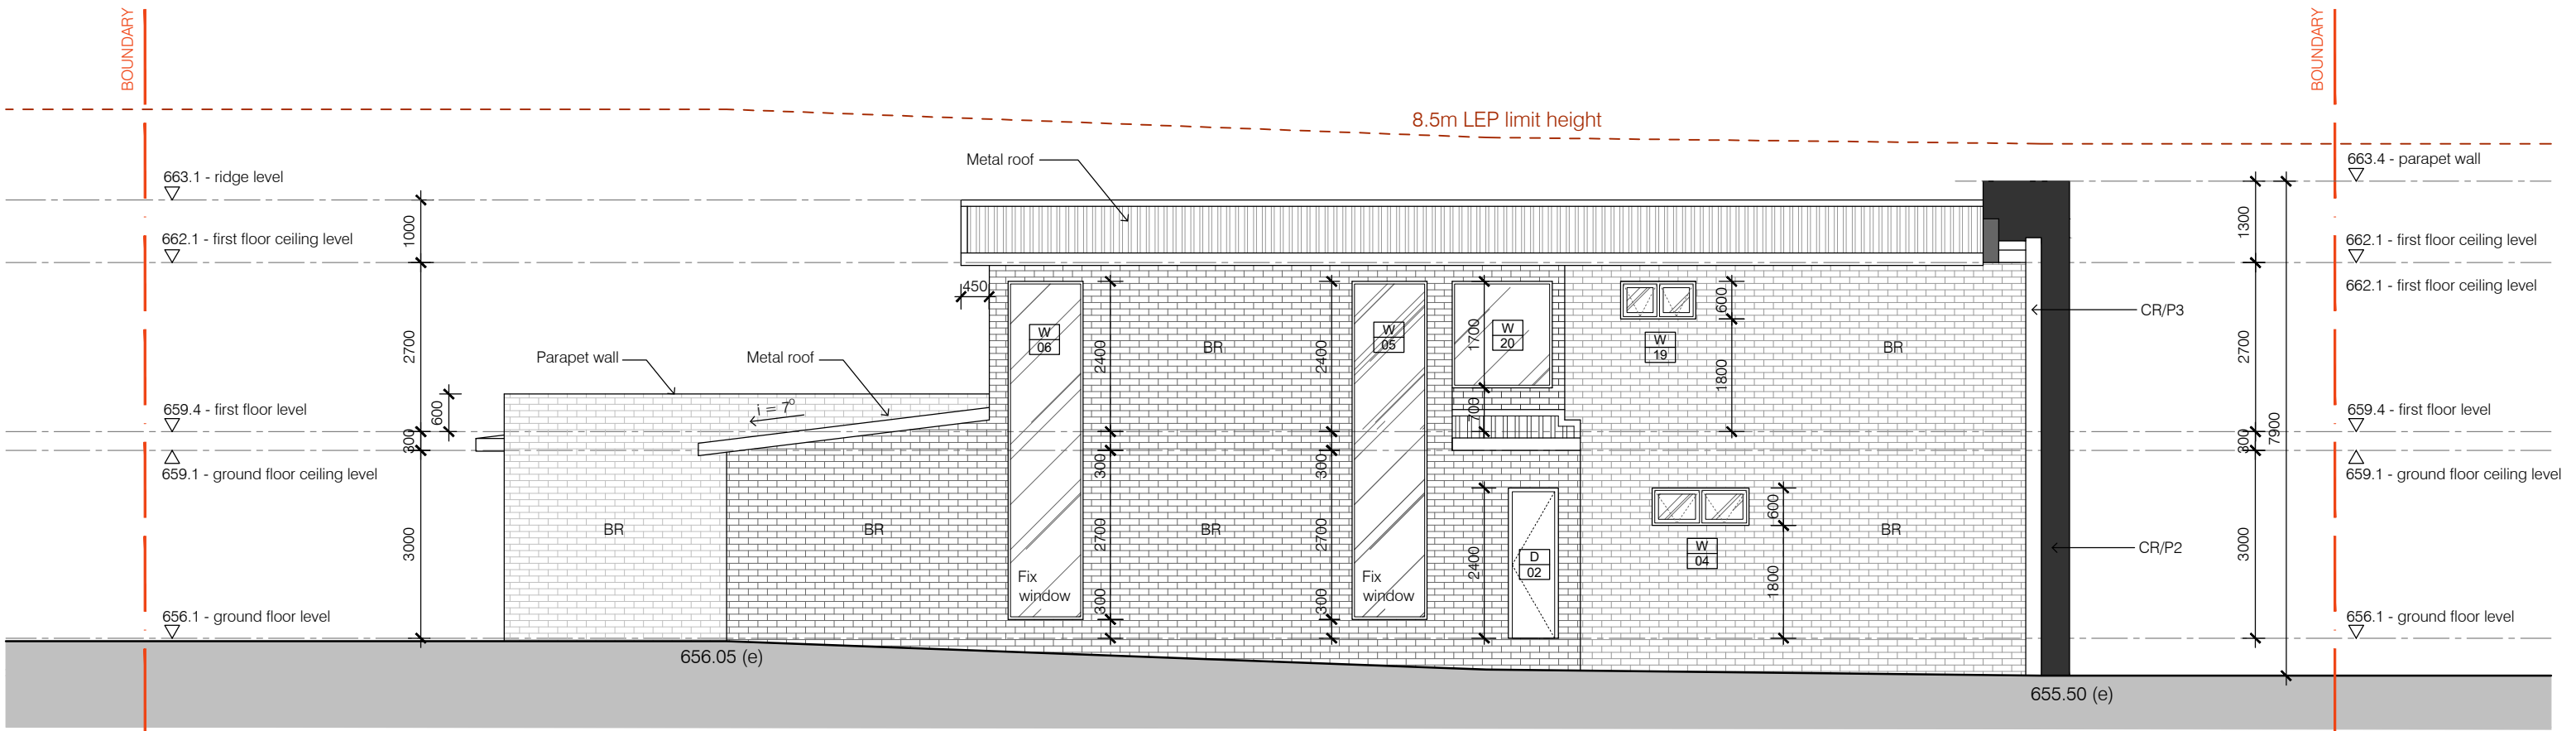 BOUNDARY
BOUNDARY
8.5m LEP limit height
Metal roof
663.1 - ridge level
662.1 - first floor ceiling level
659.4 - first floor level
659.1 - ground floor ceiling level
656.1 - ground floor level
1000
2700
300
3000
600
Parapet wall
Metal roof
i = 7°
450
W
06
2400
300
2700
300
BR
BR
BR
BR
Fix
window
2400
300
2700
300
W
05
Fix
window
1700
700
W
20
2400
D
02
600
1800
W
19
BR
600
1800
W
04
BR
656.05 (e)
655.50 (e)
CR/P3
CR/P2
1300
2700
300
3000
7900
663.4 - parapet wall
662.1 - first floor ceiling level
662.1 - first floor ceiling level
659.4 - first floor level
659.1 - ground floor ceiling level
656.1 - ground floor level